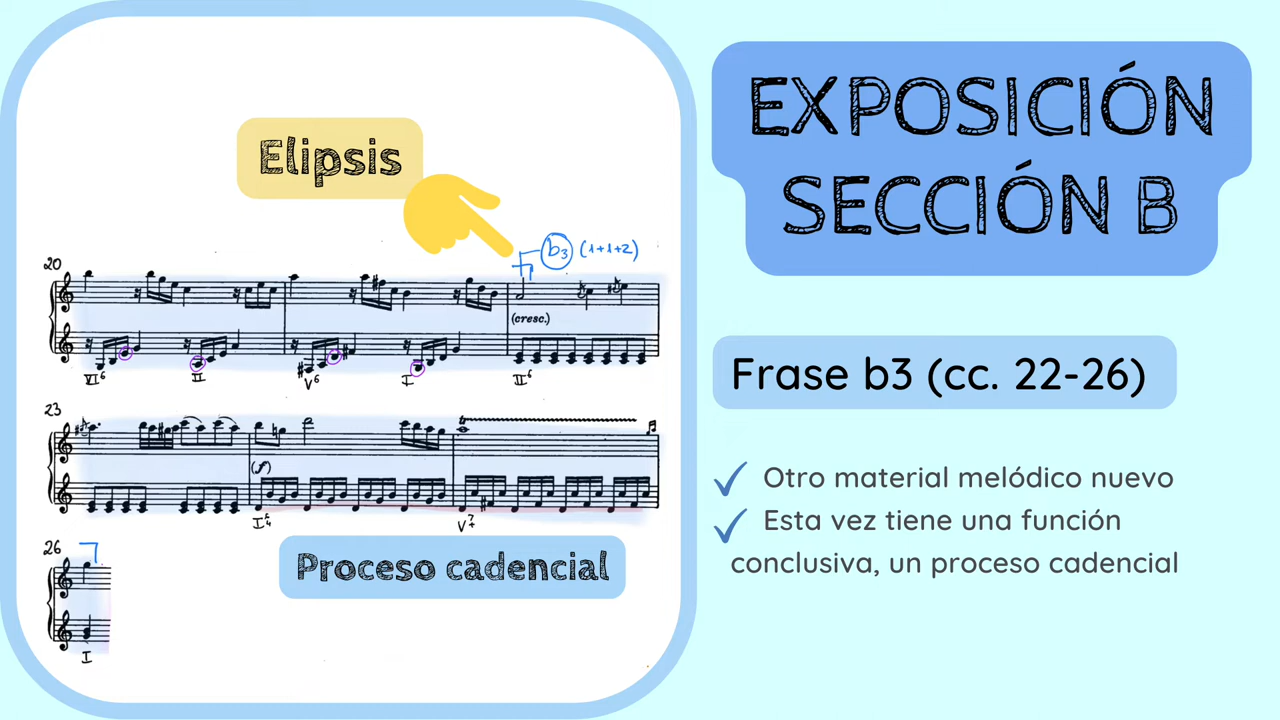 EXPOSICIÓN
SECCIÓN B
Elipsis
b3 (1+1+2)
20
(cresc.)
VI6 II V6 I II6
Frase b3 (cc. 22-26)
23
(f)
I6/4 V7
✓ Otro material melódico nuevo
✓ Esta vez tiene una función
conclusiva, un proceso cadencial
26
Proceso cadencial
I